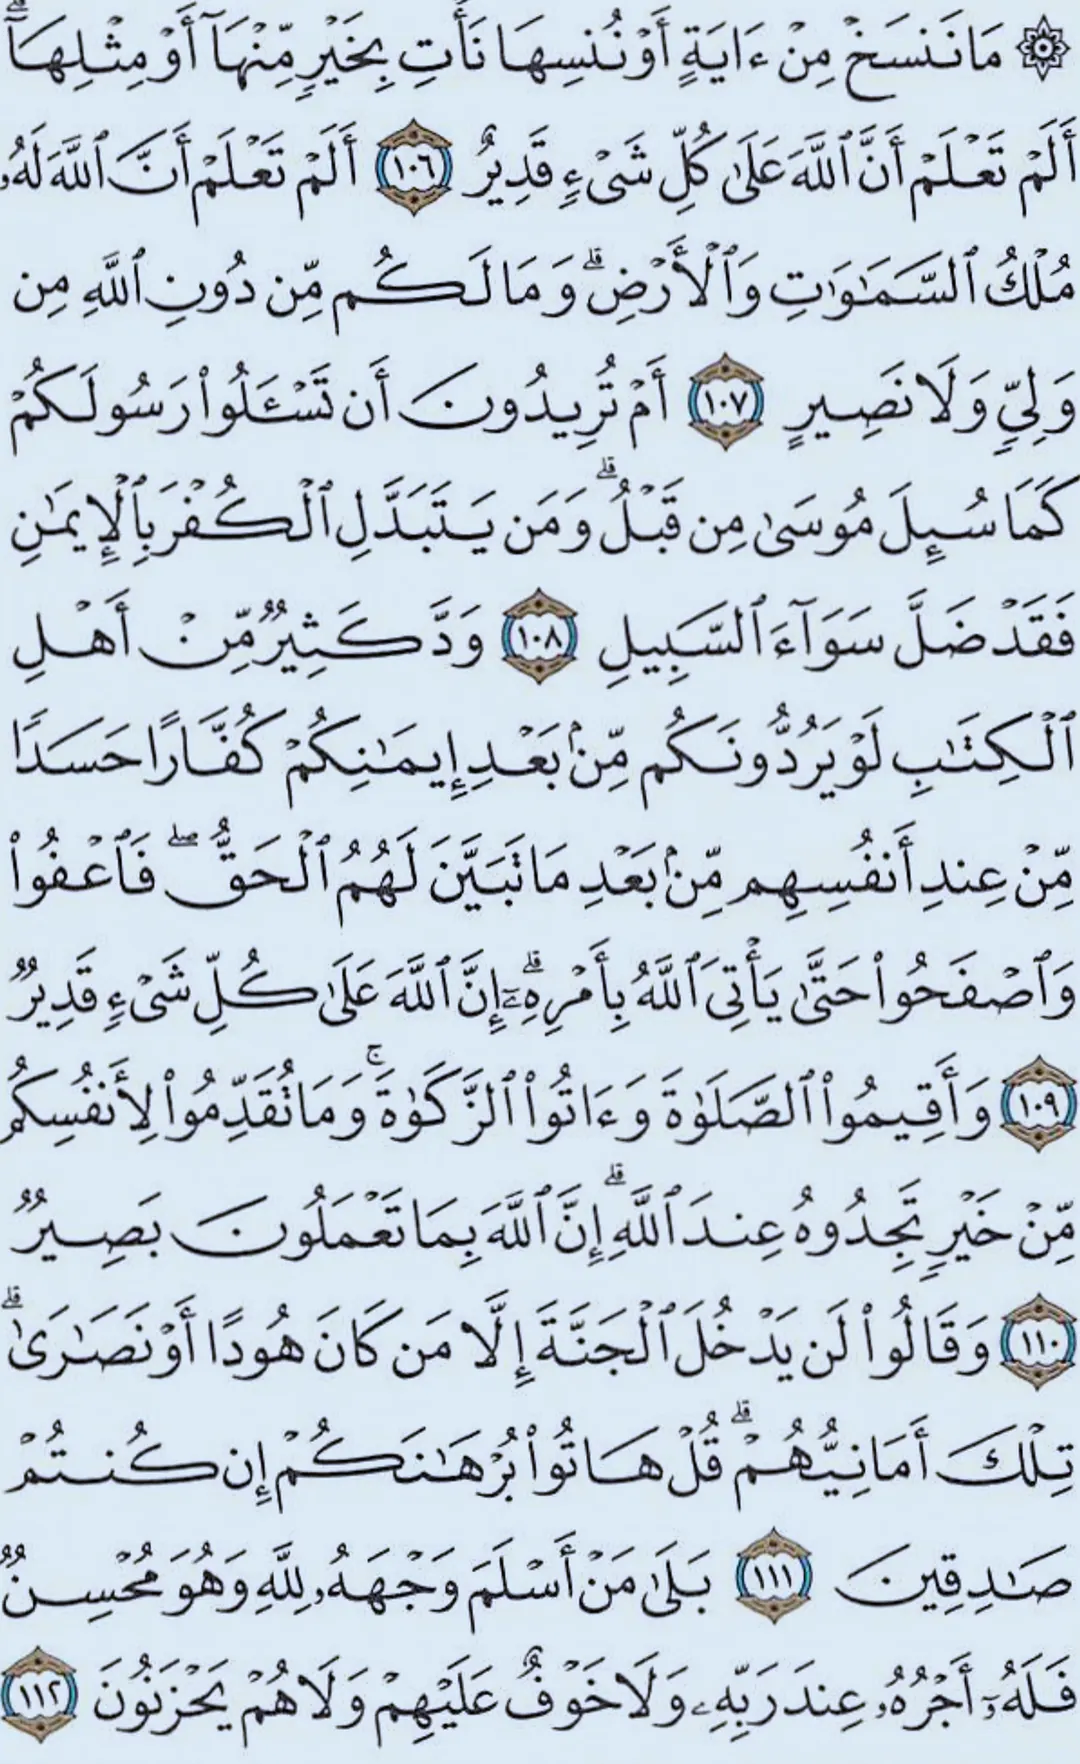 ۞ مَا نَنسَخْ مِنْ ءَايَةٍ أَوْ نُنسِهَا نَأْتِ بِخَيْرٍ مِّنْهَآ أَوْ مِثْلِهَآ ۗ
أَلَمْ تَعْلَمْ أَنَّ ٱللَّهَ عَلَىٰ كُلِّ شَىْءٍ قَدِيرٌ ١٠٦ أَلَمْ تَعْلَمْ أَنَّ ٱللَّهَ لَهُۥ
مُلْكُ ٱلسَّمَـٰوَٰتِ وَٱلْأَرْضِ ۗ وَمَا لَكُم مِّن دُونِ ٱللَّهِ مِن
وَلِىٍّ وَلَا نَصِيرٍ ١٠٧ أَمْ تُرِيدُونَ أَن تَسْـَٔلُوا۟ رَسُولَكُمْ
كَمَا سُئِلَ مُوسَىٰ مِن قَبْلُ ۗ وَمَن يَتَبَدَّلِ ٱلْكُفْرَ بِٱلْإِيمَـٰنِ
فَقَدْ ضَلَّ سَوَآءَ ٱلسَّبِيلِ ١٠٨ وَدَّ كَثِيرٌ مِّنْ أَهْلِ
ٱلْكِتَـٰبِ لَوْ يَرُدُّونَكُم مِّنۢ بَعْدِ إِيمَـٰنِكُمْ كُفَّارًا حَسَدًا
مِّنْ عِندِ أَنفُسِهِم مِّنۢ بَعْدِ مَا تَبَيَّنَ لَهُمُ ٱلْحَقُّ ۖ فَٱعْفُوا۟
وَٱصْفَحُوا۟ حَتَّىٰ يَأْتِىَ ٱللَّهُ بِأَمْرِهِۦٓ ۗ إِنَّ ٱللَّهَ عَلَىٰ كُلِّ شَىْءٍ قَدِيرٌ
١٠٩ وَأَقِيمُوا۟ ٱلصَّلَوٰةَ وَءَاتُوا۟ ٱلزَّكَوٰةَ ۚ وَمَا تُقَدِّمُوا۟ لِأَنفُسِكُم
مِّنْ خَيْرٍ تَجِدُوهُ عِندَ ٱللَّهِ ۗ إِنَّ ٱللَّهَ بِمَا تَعْمَلُونَ بَصِيرٌ
١١٠ وَقَالُوا۟ لَن يَدْخُلَ ٱلْجَنَّةَ إِلَّا مَن كَانَ هُودًا أَوْ نَصَـٰرَىٰ ۗ
تِلْكَ أَمَانِيُّهُمْ ۗ قُلْ هَاتُوا۟ بُرْهَـٰنَكُمْ إِن كُنتُمْ
صَـٰدِقِينَ ١١١ بَلَىٰ مَنْ أَسْلَمَ وَجْهَهُۥ لِلَّهِ وَهُوَ مُحْسِنٌ
فَلَهُۥٓ أَجْرُهُۥ عِندَ رَبِّهِۦ وَلَا خَوْفٌ عَلَيْهِمْ وَلَا هُمْ يَحْزَنُونَ ١١٢